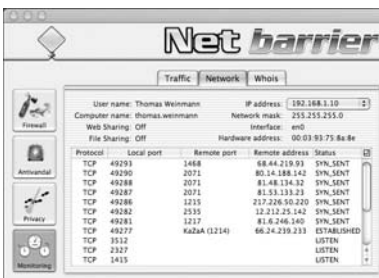 Net barrier
Traffic Network Whois
User name: Thomas Weinmann IP address: 192.168.1.10
Computer name: thomas.weinmann Network mask: 255.255.255.0
Web Sharing: Off Interface: en0
File Sharing: Off Hardware address: 00:03:93:75:8a:8e
Firewall
Antivandal
Privacy
Monitoring
Protocol Local port Remote port Remote address Status
TCP 49293 1468 68.44.219.93 SYN_SENT
TCP 49290 2071 80.14.188.142 SYN_SENT
TCP 49288 2071 81.48.134.32 SYN_SENT
TCP 49287 2071 81.53.133.23 SYN_SENT
TCP 49286 1215 217.226.50.220 SYN_SENT
TCP 49282 2535 12.212.25.142 SYN_SENT
TCP 49281 1217 81.6.246.140 SYN_SENT
TCP 49277 KaZaA (1214) 66.24.239.233 ESTABLISHED
TCP 3512 LISTEN
TCP 2327 LISTEN
TCP 1415 LISTEN